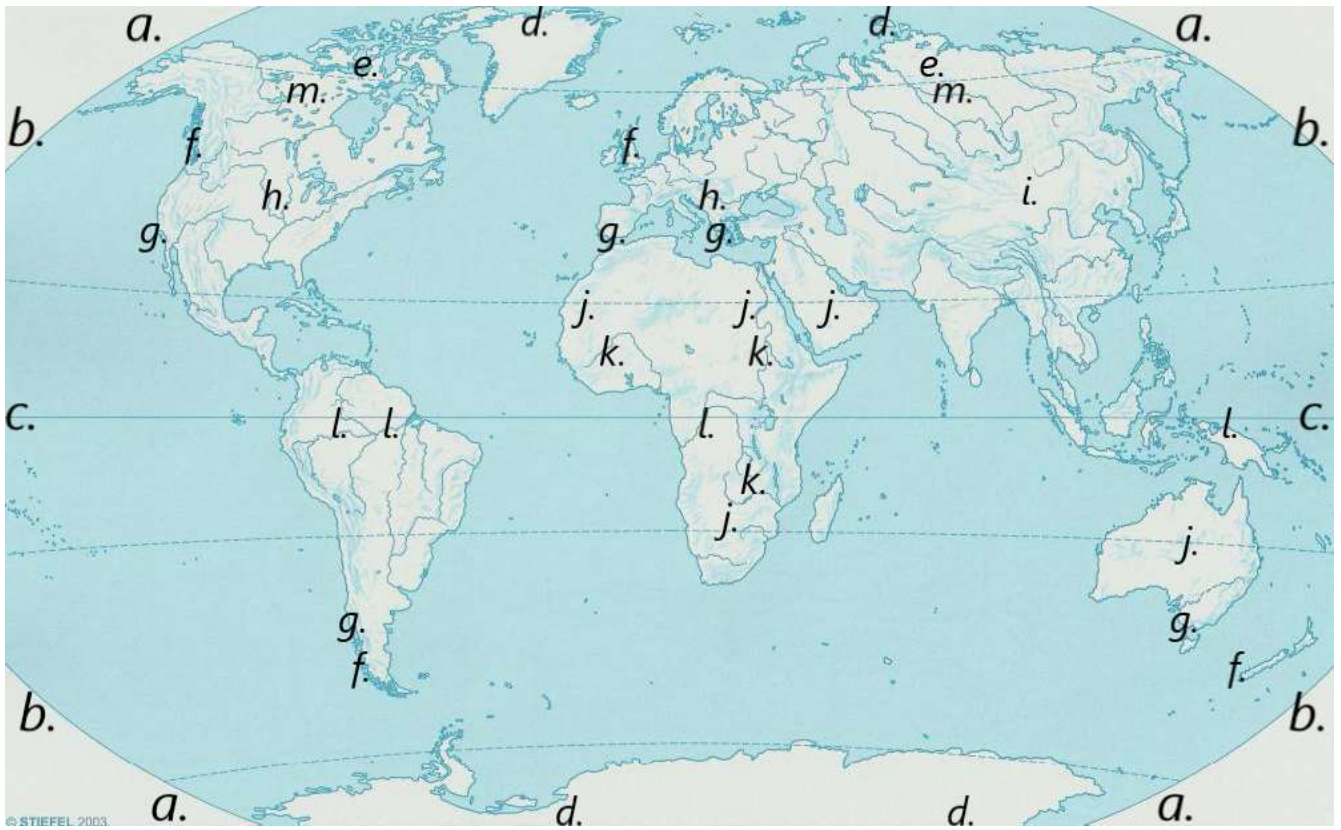 a. d. d. a.
e. e.
m. m.
b. b.
f. f.
h. h. i.
g. g. g.
j. j. j.
k. k.
c. l. l. l. l. c.
k.
j. j.
g. g.
f. f.
b. b.
a. d. d. a.
© STIEFEL 2003.